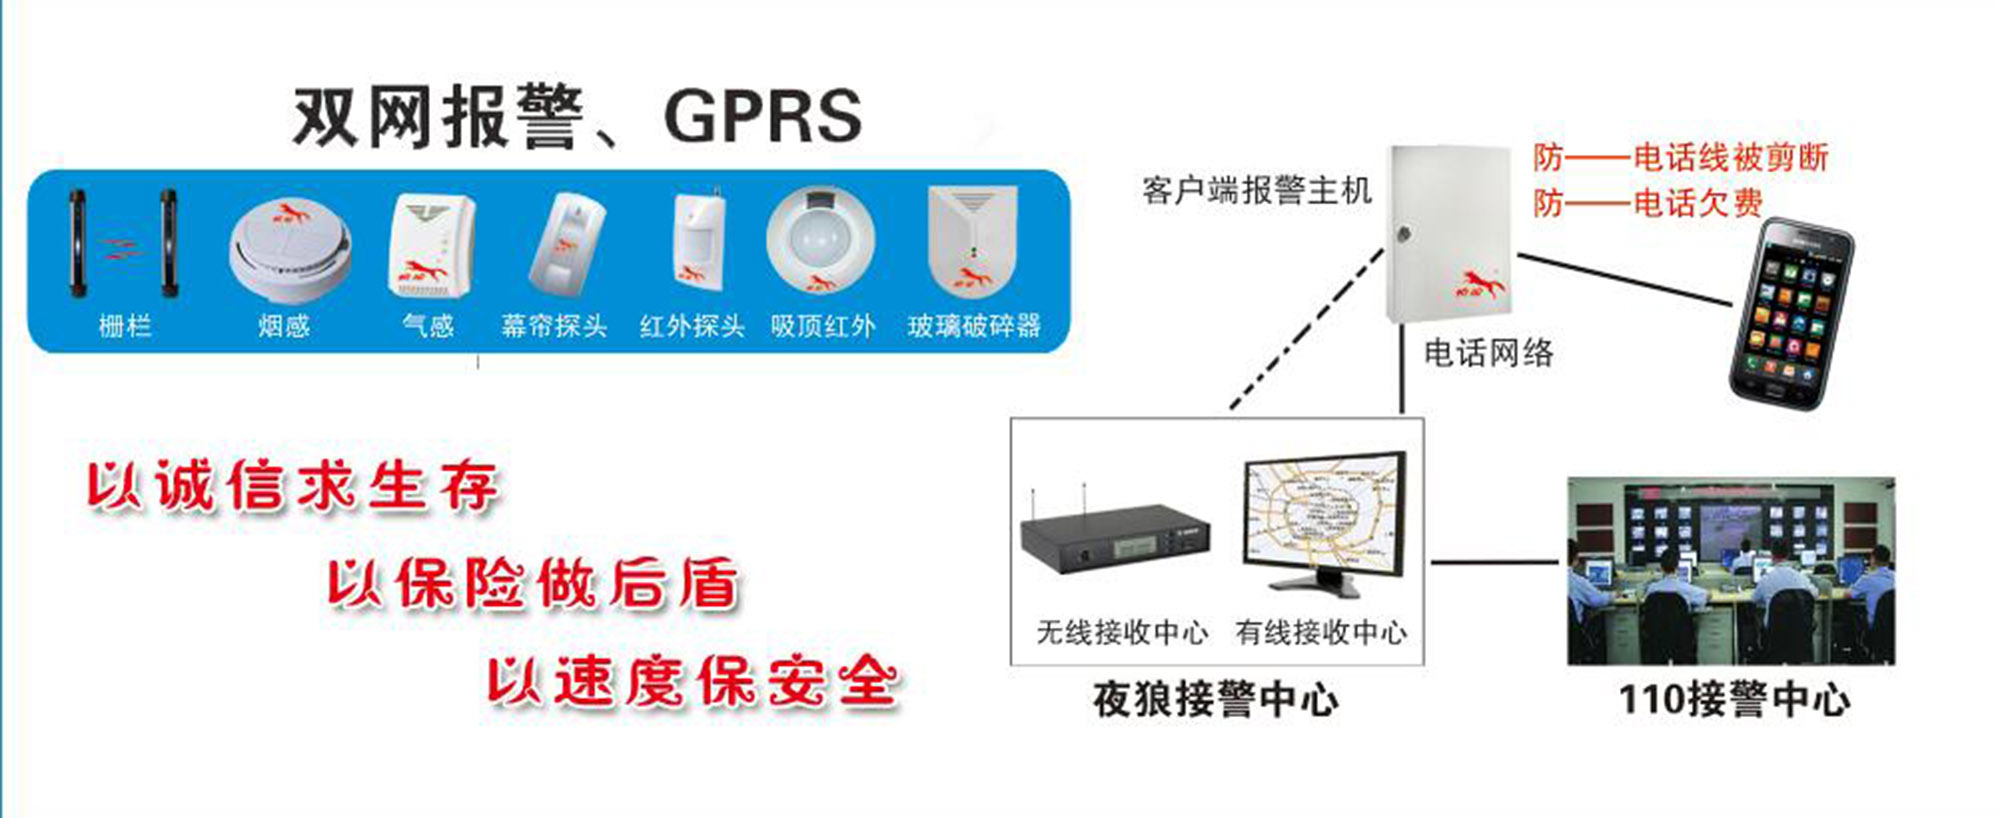 双网报警、GPRS
栅栏
烟感
气感
幕帘探头
红外探头
吸顶红外
玻璃破碎器
以诚信求生存
以保险做后盾
以速度保安全
客户端报警主机
防——电话线被剪断
防——电话欠费
电话网络
无线接收中心
有线接收中心
夜狼接警中心
110接警中心